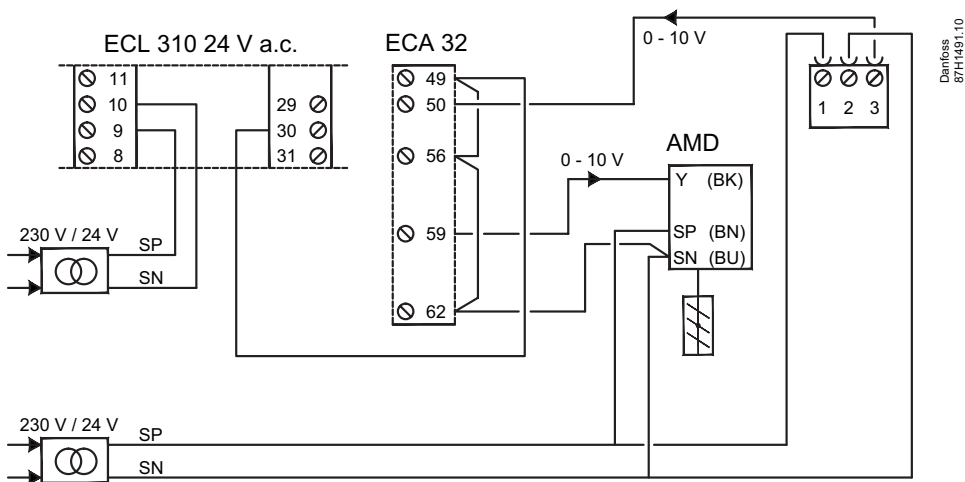 0 - 10 V
ECL 310 24 V a.c.
ECA 32
11
10
9
8
29
30
31
49
50
56
59
62
1 2 3
AMD
0 - 10 V
Y (BK)
SP (BN)
SN (BU)
230 V / 24 V
SP
SN
230 V / 24 V
SP
SN
Danfoss
87H1491.10